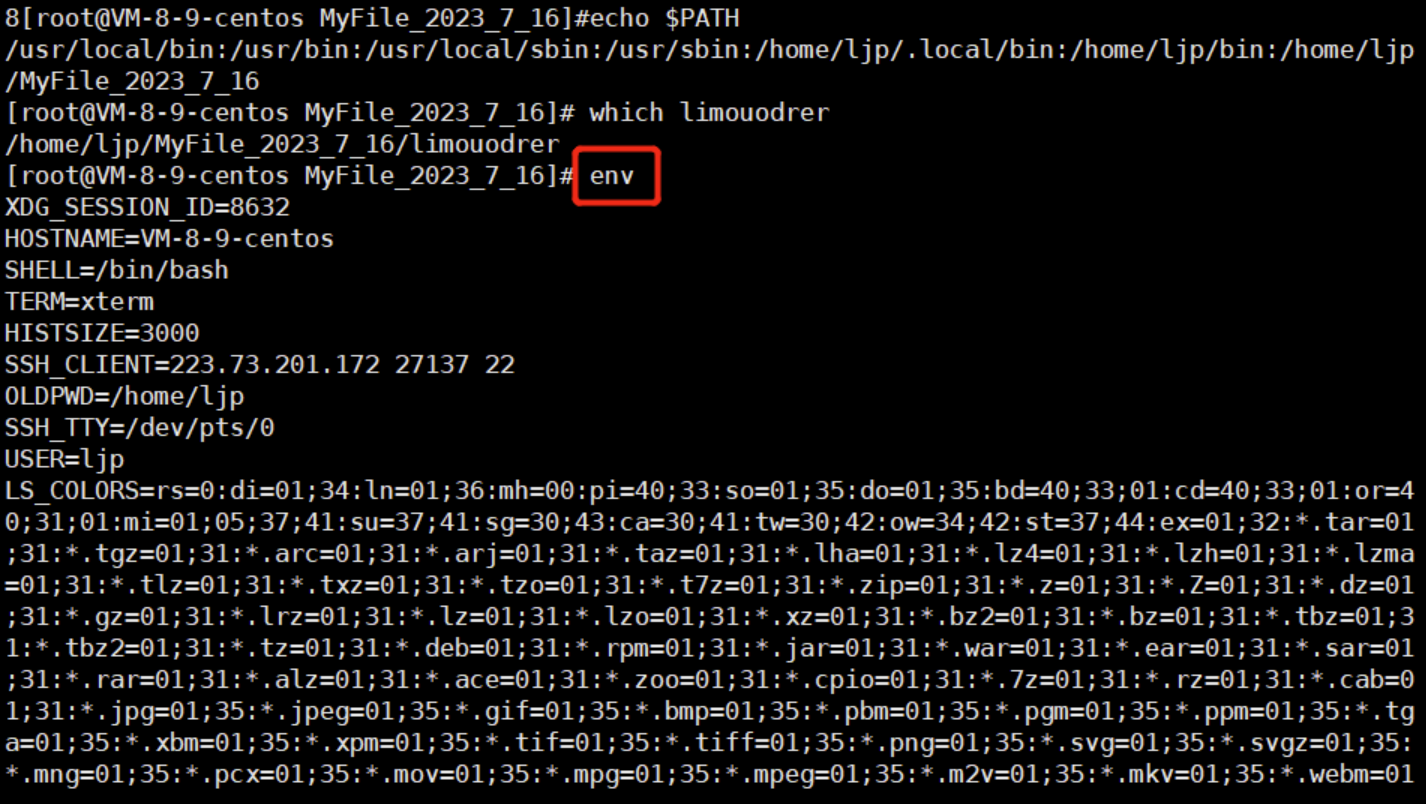 8[root@VM-8-9-centos MyFile_2023_7_16]#echo $PATH
/usr/local/bin:/usr/bin:/usr/local/sbin:/usr/sbin:/home/ljp/.local/bin:/home/ljp/bin:/home/ljp
/MyFile_2023_7_16
[root@VM-8-9-centos MyFile_2023_7_16]# which limouodrer
/home/ljp/MyFile_2023_7_16/limouodrer
[root@VM-8-9-centos MyFile_2023_7_16]# env
XDG_SESSION_ID=8632
HOSTNAME=VM-8-9-centos
SHELL=/bin/bash
TERM=xterm
HISTSIZE=3000
SSH_CLIENT=223.73.201.172 27137 22
OLDPWD=/home/ljp
SSH_TTY=/dev/pts/0
USER=ljp
LS_COLORS=rs=0:di=01;34:ln=01;36:mh=00:pi=40;33:so=01;35:do=01;35:bd=40;33;01:cd=40;33;01:or=4
0;31;01:mi=01;05;37;41:su=37;41:sg=30;43:ca=30;41:tw=30;42:ow=34;42:st=37;44:ex=01;32:*.tar=01
;31:*.tgz=01;31:*.arc=01;31:*.arj=01;31:*.taz=01;31:*.lha=01;31:*.lz4=01;31:*.lzh=01;31:*.lzma
=01;31:*.tlz=01;31:*.txz=01;31:*.tzo=01;31:*.t7z=01;31:*.zip=01;31:*.z=01;31:*.Z=01;31:*.dz=01
;31:*.gz=01;31:*.lrz=01;31:*.lz=01;31:*.lzo=01;31:*.xz=01;31:*.bz2=01;31:*.bz=01;31:*.tbz=01;3
1:*.tbz2=01;31:*.tz=01;31:*.deb=01;31:*.rpm=01;31:*.jar=01;31:*.war=01;31:*.ear=01;31:*.sar=01
;31:*.rar=01;31:*.alz=01;31:*.ace=01;31:*.zoo=01;31:*.cpio=01;31:*.7z=01;31:*.rz=01;31:*.cab=0
1;31:*.jpg=01;35:*.jpeg=01;35:*.gif=01;35:*.bmp=01;35:*.pbm=01;35:*.pgm=01;35:*.ppm=01;35:*.tg
a=01;35:*.xbm=01;35:*.xpm=01;35:*.tif=01;35:*.tiff=01;35:*.png=01;35:*.svg=01;35:*.svgz=01;35:
*.mng=01;35:*.pcx=01;35:*.mov=01;35:*.mpg=01;35:*.mpeg=01;35:*.m2v=01;35:*.mkv=01;35:*.webm=01